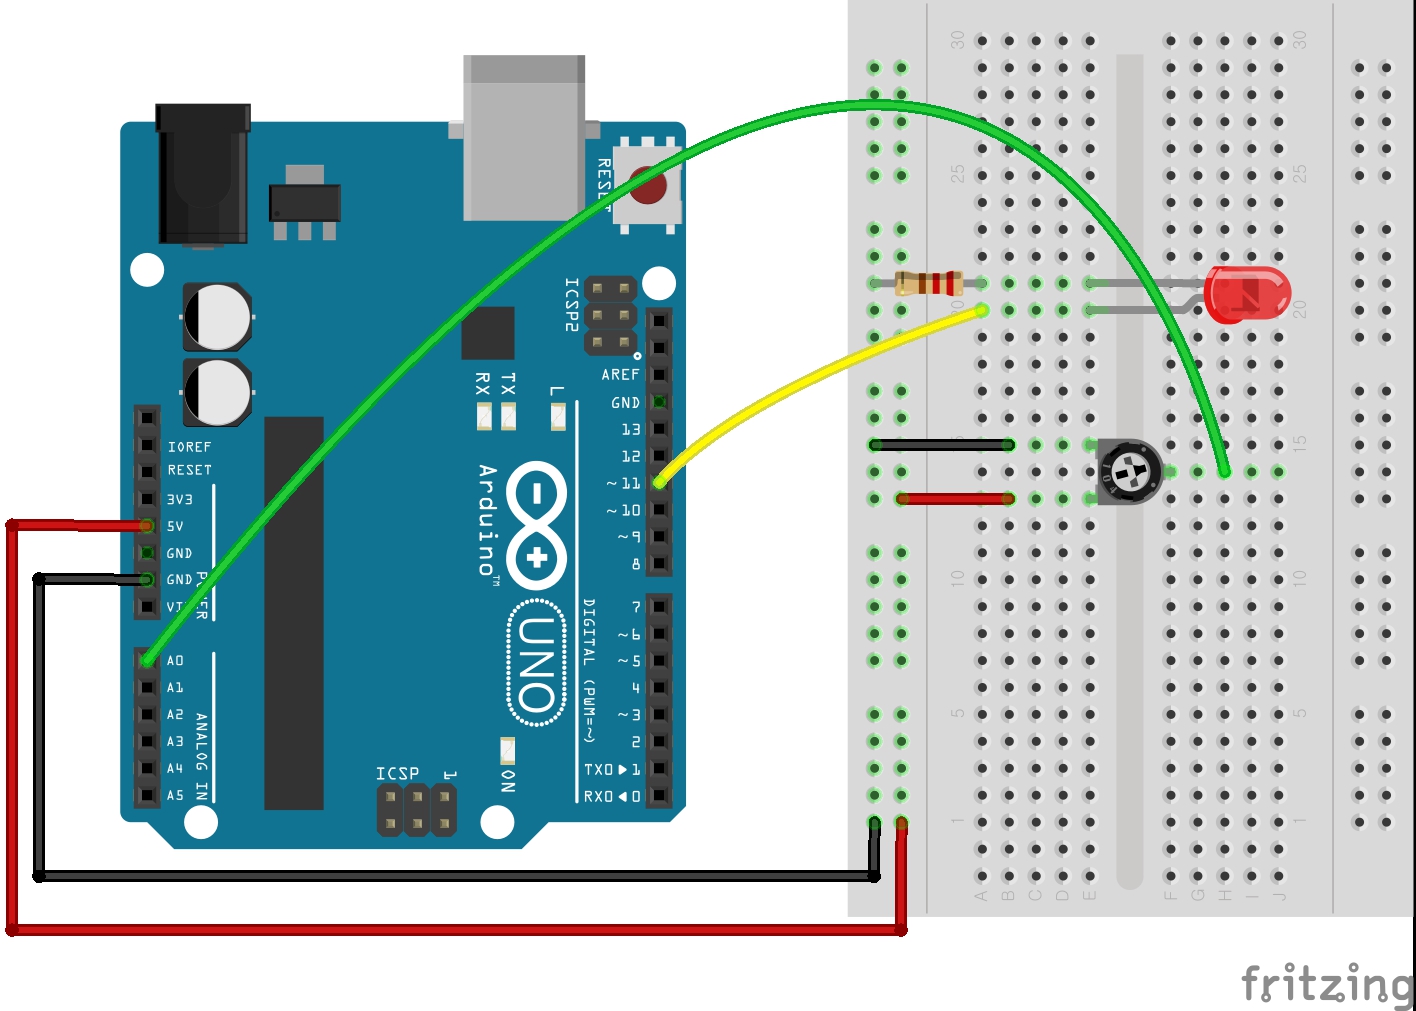 30
30
25
25
20
20
15
15
10
10
5
5
1
1
A
B
C
D
E
F
G
H
I
J
RESET
ICSP2
AREF
GND
13
12
~11
~10
~9
8
7
~6
~5
4
~3
2
TX0▶1
RX0◀0
DIGITAL (PWM=~)
RX
TX
L
Arduino™
UNO
ON
ICSP
1
IOREF
RESET
3V3
5V
GND
GND
VIN
POWER
A0
A1
A2
A3
A4
A5
ANALOG IN
fritzing